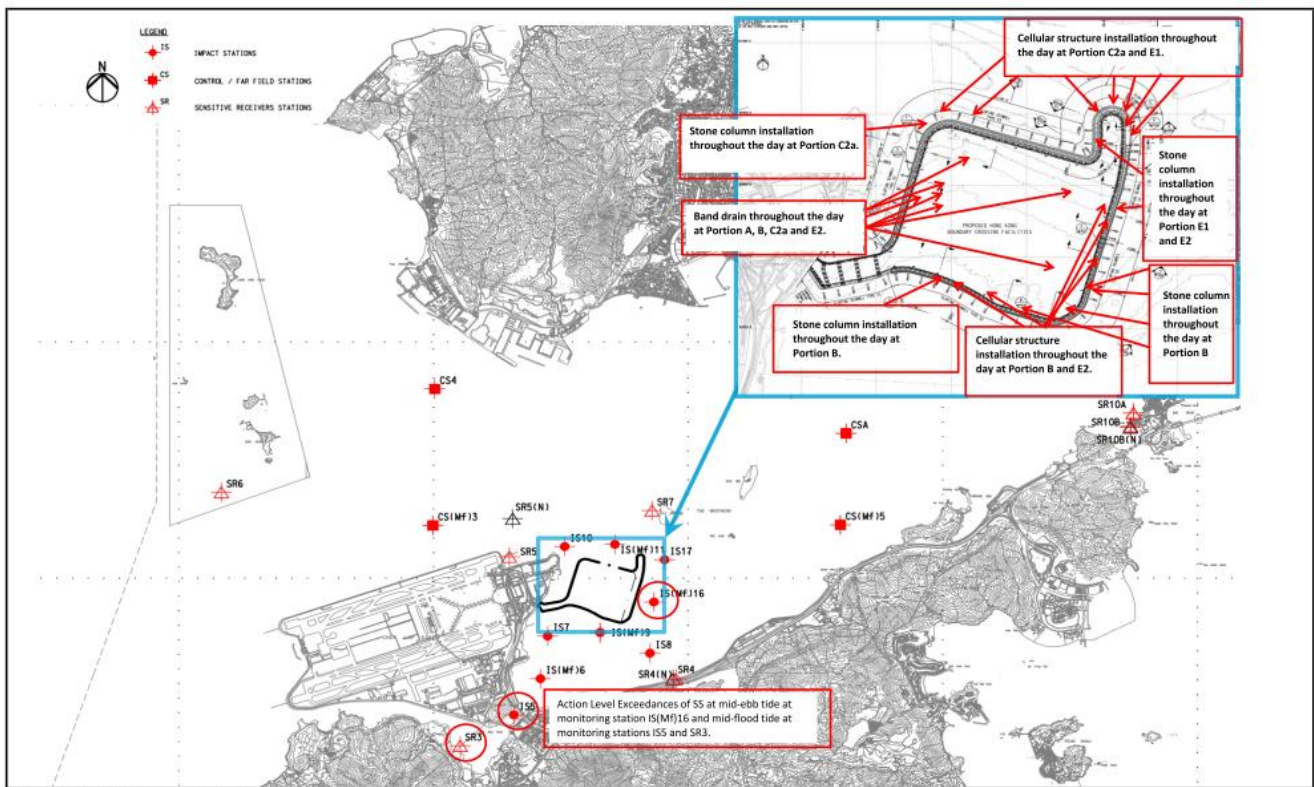 LEGEND
IS
IMPACT STATIONS
CS
CONTROL / FAR FIELD STATIONS
SR
SENSITIVE RECEIVERS STATIONS
N
Cellular structure installation throughout
the day at Portion C2a and E1.
Stone column installation
throughout the day at Portion C2a.
Stone
column
installation
throughout
the day at
Portion E1
and E2
Band drain throughout the day
at Portion A, B, C2a and E2.
PROPOSED HONG KONG
BOUNDARY CROSSING FACILITIES
Stone column
installation
throughout
the day at
Portion B
Stone column installation
throughout the day at
Portion B.
Cellular structure
installation throughout the
day at Portion B and E2.
CS4
CSA
SR10A
SR10B
SR10B(N)
SR6
CS(Mf)3
SR5(N)
SR7
CS(Mf)5
SR5
IS10
IS(Mf)11
IS17
IS(Mf)16
IS7
IS(Mf)9
IS8
IS(Mf)6
SR4(N)
SR4
IS5
SR3
Action Level Exceedances of SS at mid-ebb tide at
monitoring station IS(Mf)16 and mid-flood tide at
monitoring stations IS5 and SR3.